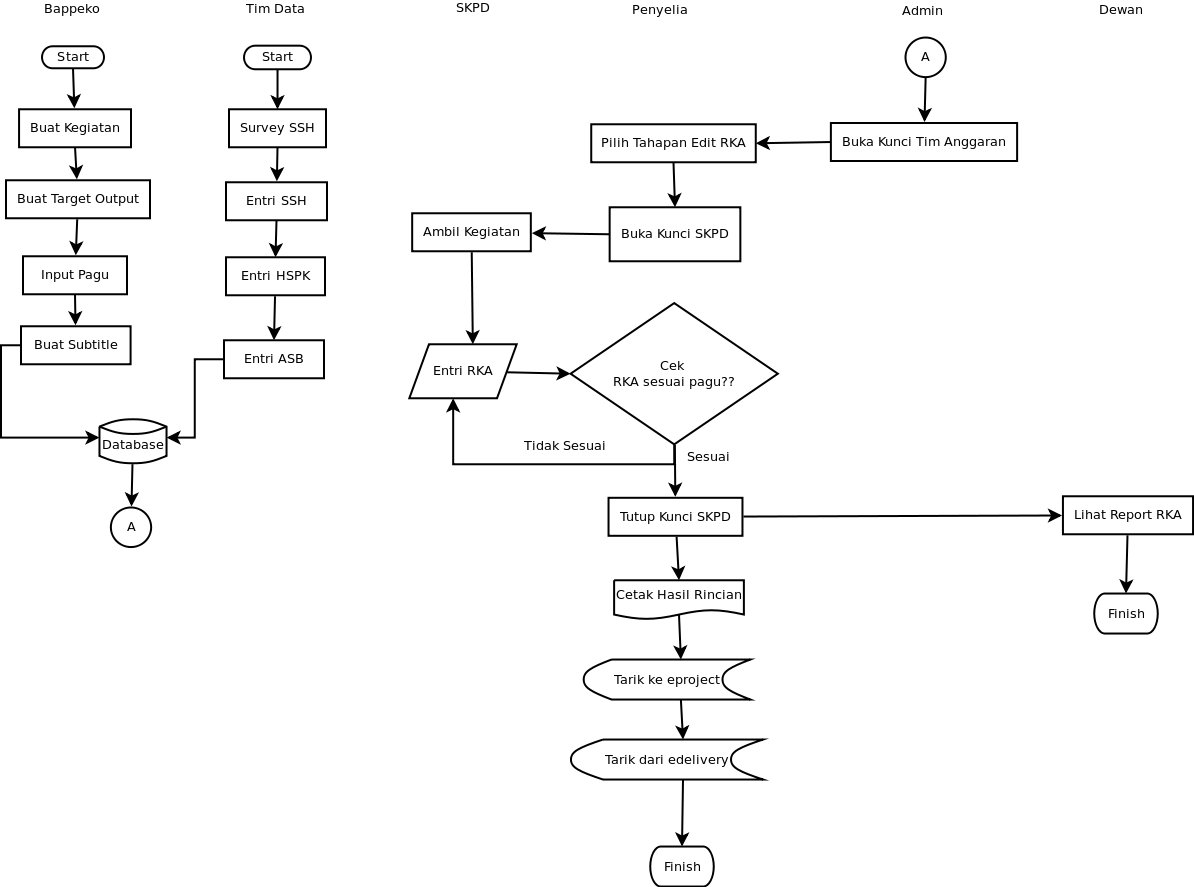 Bappeko
Tim Data
SKPD
Penyelia
Admin
Dewan
Start
Buat Kegiatan
Buat Target Output
Input Pagu
Buat Subtitle
Start
Survey SSH
Entri SSH
Entri HSPK
Entri ASB
Database
A
A
Buka Kunci Tim Anggaran
Pilih Tahapan Edit RKA
Buka Kunci SKPD
Ambil Kegiatan
Entri RKA
Cek
RKA sesuai pagu??
Tidak Sesuai
Sesuai
Tutup Kunci SKPD
Lihat Report RKA
Finish
Cetak Hasil Rincian
Tarik ke eproject
Tarik dari edelivery
Finish